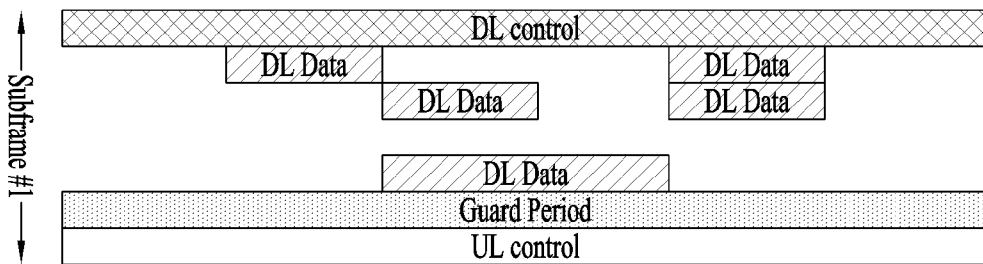 DL control
DL Data DL Data
DL Data DL Data
DL Data
Guard Period
UL control
Subframe #1